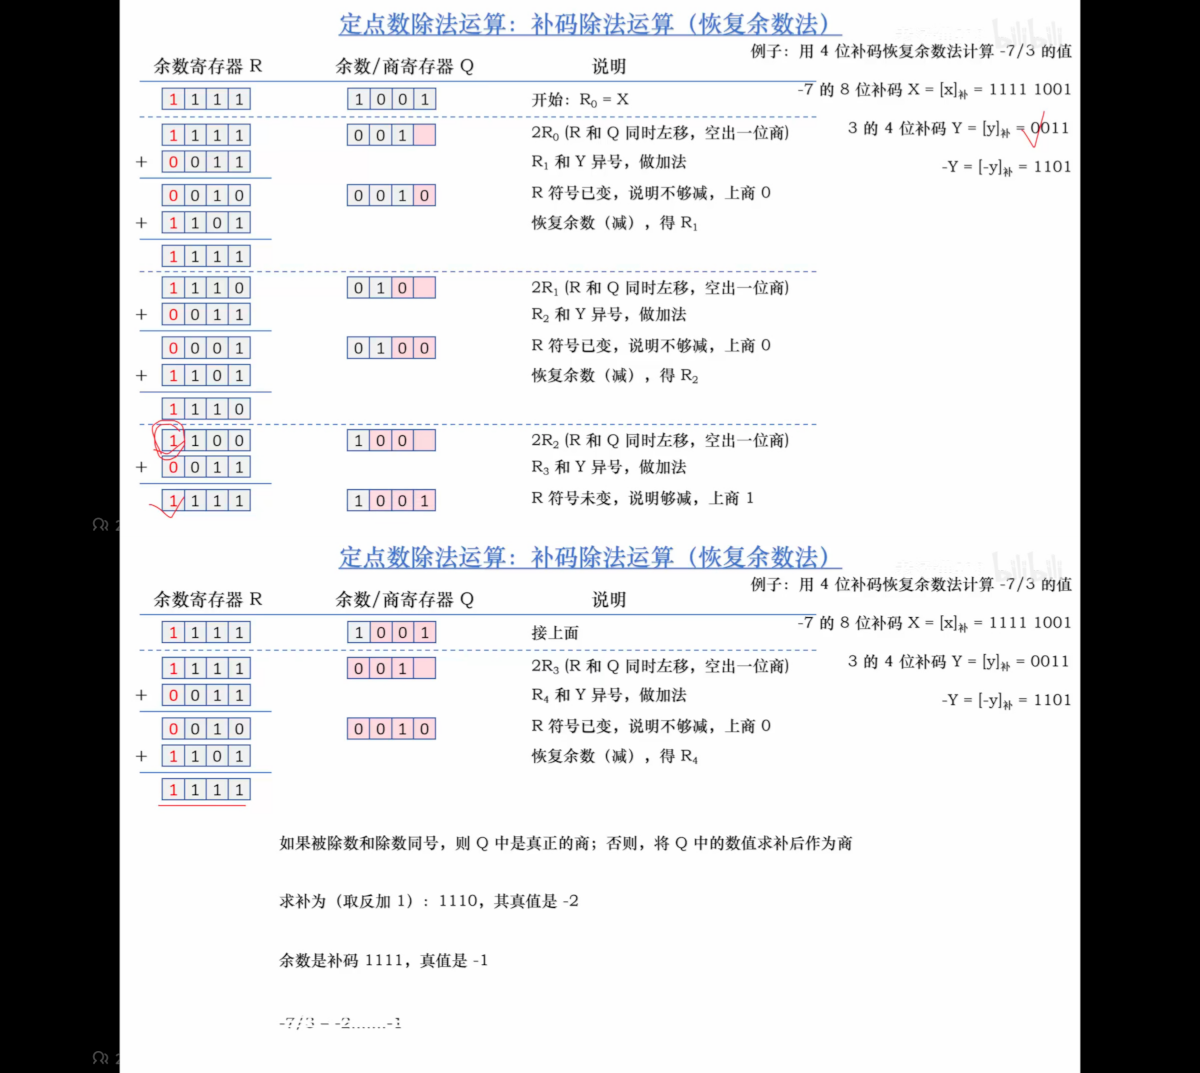 定点数除法运算：补码除法运算（恢复余数法）
例子：用 4 位补码恢复余数法计算 -7/3 的值
余数寄存器 R 余数/商寄存器 Q 说明
-7 的 8 位补码 X = [x]补 = 1111 1001
1 1 1 1 1 0 0 1 开始：R0 = X
3 的 4 位补码 Y = [y]补 = 0011
1 1 1 1 0 0 1 2R0 (R 和 Q 同时左移，空出一位商)
+ 0 0 1 1 R1 和 Y 异号，做加法
-Y = [-y]补 = 1101
0 0 1 0 0 0 1 0 R 符号已变，说明不够减，上商 0
+ 1 1 0 1 恢复余数（减），得 R1
1 1 1 1
1 1 1 0 0 1 0 2R1 (R 和 Q 同时左移，空出一位商)
+ 0 0 1 1 R2 和 Y 异号，做加法
0 0 0 1 0 1 0 0 R 符号已变，说明不够减，上商 0
+ 1 1 0 1 恢复余数（减），得 R2
1 1 1 0
1 1 0 0 1 0 0 2R2 (R 和 Q 同时左移，空出一位商)
+ 0 0 1 1 R3 和 Y 异号，做加法
1 1 1 1 1 0 0 1 R 符号未变，说明够减，上商 1
定点数除法运算：补码除法运算（恢复余数法）
例子：用 4 位补码恢复余数法计算 -7/3 的值
余数寄存器 R 余数/商寄存器 Q 说明
-7 的 8 位补码 X = [x]补 = 1111 1001
1 1 1 1 1 0 0 1 接上面
3 的 4 位补码 Y = [y]补 = 0011
1 1 1 1 0 0 1 2R3 (R 和 Q 同时左移，空出一位商)
+ 0 0 1 1 R4 和 Y 异号，做加法
-Y = [-y]补 = 1101
0 0 1 0 0 0 1 0 R 符号已变，说明不够减，上商 0
+ 1 1 0 1 恢复余数（减），得 R4
1 1 1 1
如果被除数和除数同号，则 Q 中是真正的商；否则，将 Q 中的数值求补后作为商
求补为（取反加 1）: 1110，其真值是 -2
余数是补码 1111，真值是 -1
-7/3 = -2……-1